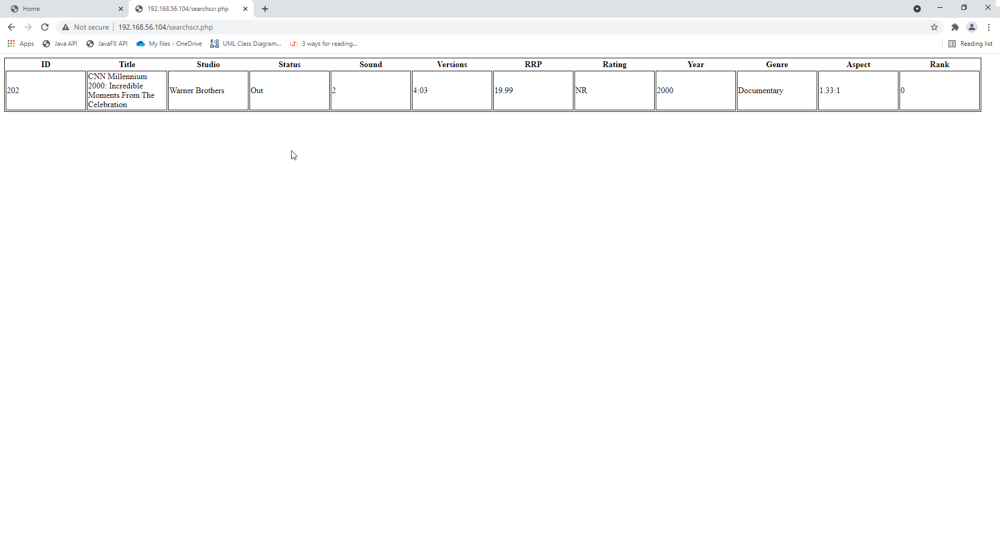 Home
192.168.56.104/searchscr.php
Not secure
192.168.56.104/searchscr.php
Apps
Java API
JavaFX API
My files - OneDrive
UML Class Diagram...
3 ways for reading...
Reading list
ID Title Studio Status Sound Versions RRP Rating Year Genre Aspect Rank
202
CNN Millennium
2000: Incredible
Moments From The
Celebration
Warner Brothers
Out
2
4:03
19.99
NR
2000
Documentary
1.33:1
0